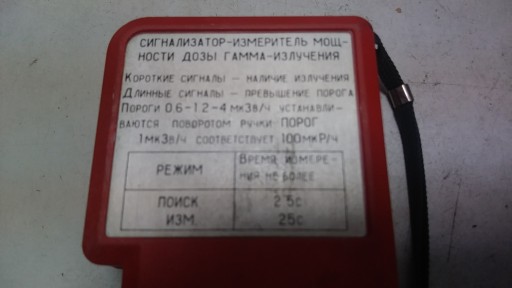 СИГНАЛИЗАТОР-ИЗМЕРИТЕЛЬ МОЩ-
НОСТИ ДОЗЫ ГАММА-ИЗЛУЧЕНИЯ
КОРОТКИЕ СИГНАЛЫ — НАЛИЧИЕ ИЗЛУЧЕНИЯ
ДЛИННЫЕ СИГНАЛЫ — ПРЕВЫШЕНИЕ ПОРОГА
ПОРОГИ 0.6-1.2-4 мкЗв/ч УСТАНАВЛИ-
ВАЮТСЯ ПОВОРОТОМ РУЧКИ ПОРОГ
1мкЗв/ч СООТВЕТСТВУЕТ 100мкР/ч
РЕЖИМ
ВРЕМЯ ИЗМЕРЕ-
НИЯ НЕ БОЛЕЕ
ПОИСК 2.5с
ИЗМ. 25с